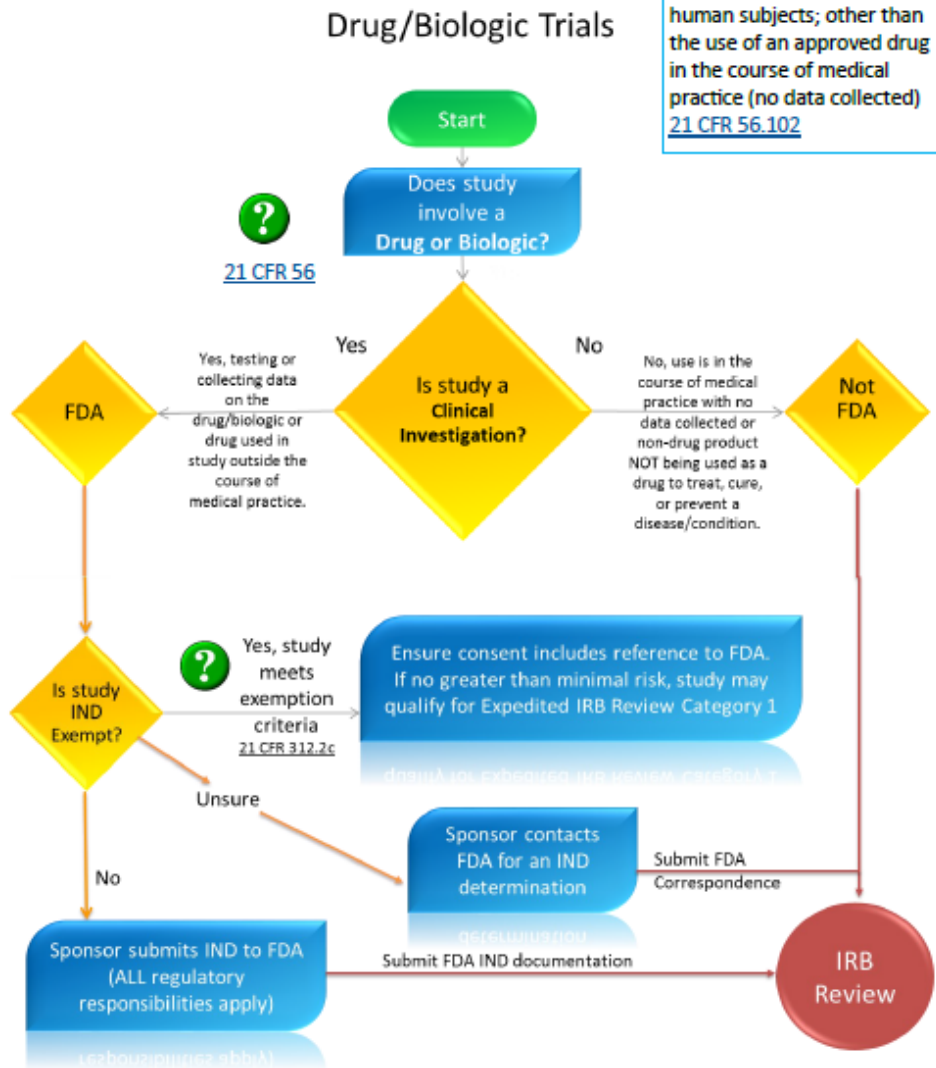 Drug/Biologic Trials
human subjects; other than
the use of an approved drug
in the course of medical
practice (no data collected)
21 CFR 56.102
Start
Does study
involve a
Drug or Biologic?
?
21 CFR 56
Yes
No
Is study a
Clinical
Investigation?
FDA
Yes, testing or
collecting data
on the
drug/biologic or
drug used in
study outside the
course of
medical practice.
No, use is in the
course of medical
practice with no
data collected or
non-drug product
NOT being used as a
drug to treat, cure,
or prevent a
disease/condition.
Not
FDA
Is study
IND
Exempt?
?
Yes, study
meets
exemption
criteria
21 CFR 312.2c
Ensure consent includes reference to FDA.
If no greater than minimal risk, study may
qualify for Expedited IRB Review Category 1
Unsure
Sponsor contacts
FDA for an IND
determination
Submit FDA
Correspondence
No
Sponsor submits IND to FDA
(ALL regulatory
responsibilities apply)
Submit FDA IND documentation
IRB
Review